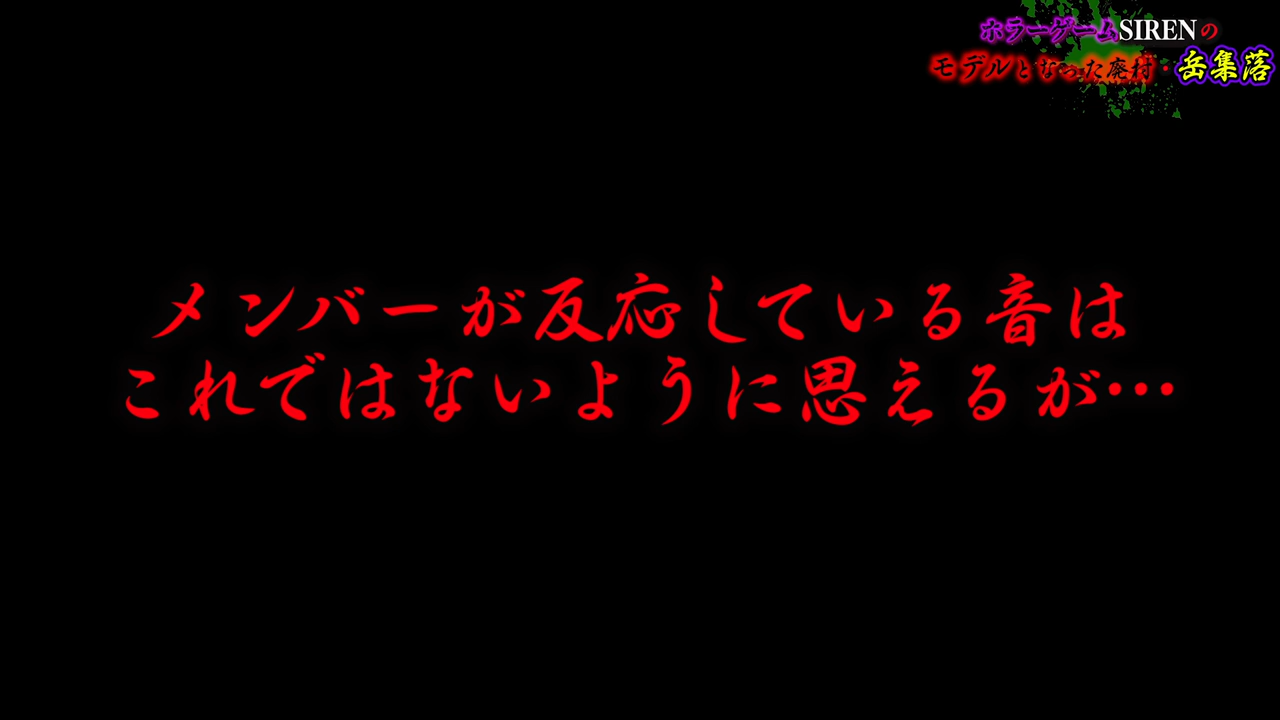 ホラーゲームSIRENの
モデルとなった廃村・岳集落
メンバーが反応している音は
これではないように思えるが…